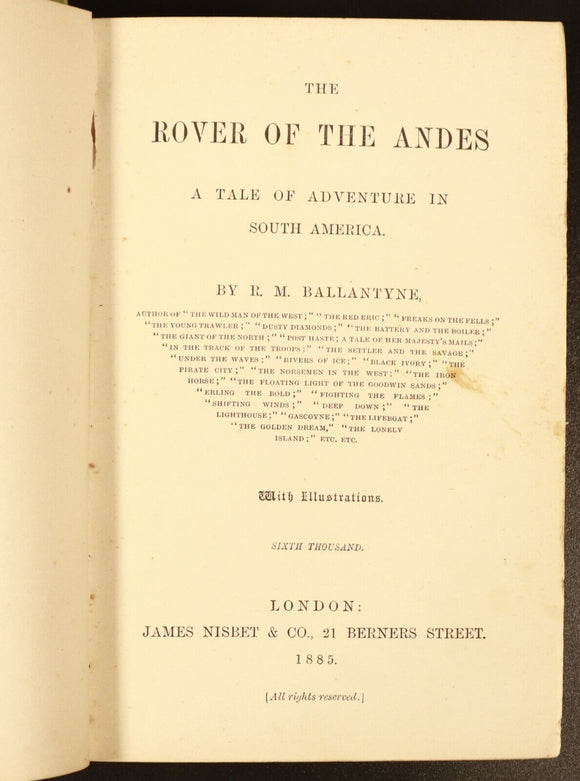 THE
ROVER OF THE ANDES
A TALE OF ADVENTURE IN
SOUTH AMERICA.
BY R. M. BALLANTYNE,
AUTHOR OF "THE WILD MAN OF THE WEST;" "THE RED ERIC;" "FREAKS ON THE FELLS;"
"THE YOUNG TRAWLER;" "DUSTY DIAMONDS;" "THE BATTERY AND THE BOILER;"
"THE GIANT OF THE NORTH;" "POST HASTE; A TALE OF HER MAJESTY'S MAILS;"
"IN THE TRACK OF THE TROOPS;" "THE SETTLER AND THE SAVAGE;"
"UNDER THE WAVES;" "RIVERS OF ICE;" "BLACK IVORY;" "THE
PIRATE CITY;" "THE NORSEMEN IN THE WEST;" "THE IRON
HORSE;" "THE FLOATING LIGHT OF THE GOODWIN SANDS;"
"ERLING THE BOLD;" "FIGHTING THE FLAMES;"
"SHIFTING WINDS;" "DEEP DOWN;" "THE
LIGHTHOUSE;" "GASCOYNE;" "THE LIFEBOAT;"
"THE GOLDEN DREAM," "THE LONELY
ISLAND;" ETC. ETC.
With Illustrations.
SIXTH THOUSAND.
LONDON:
JAMES NISBET & CO., 21 BERNERS STREET.
1885.
[All rights reserved.]